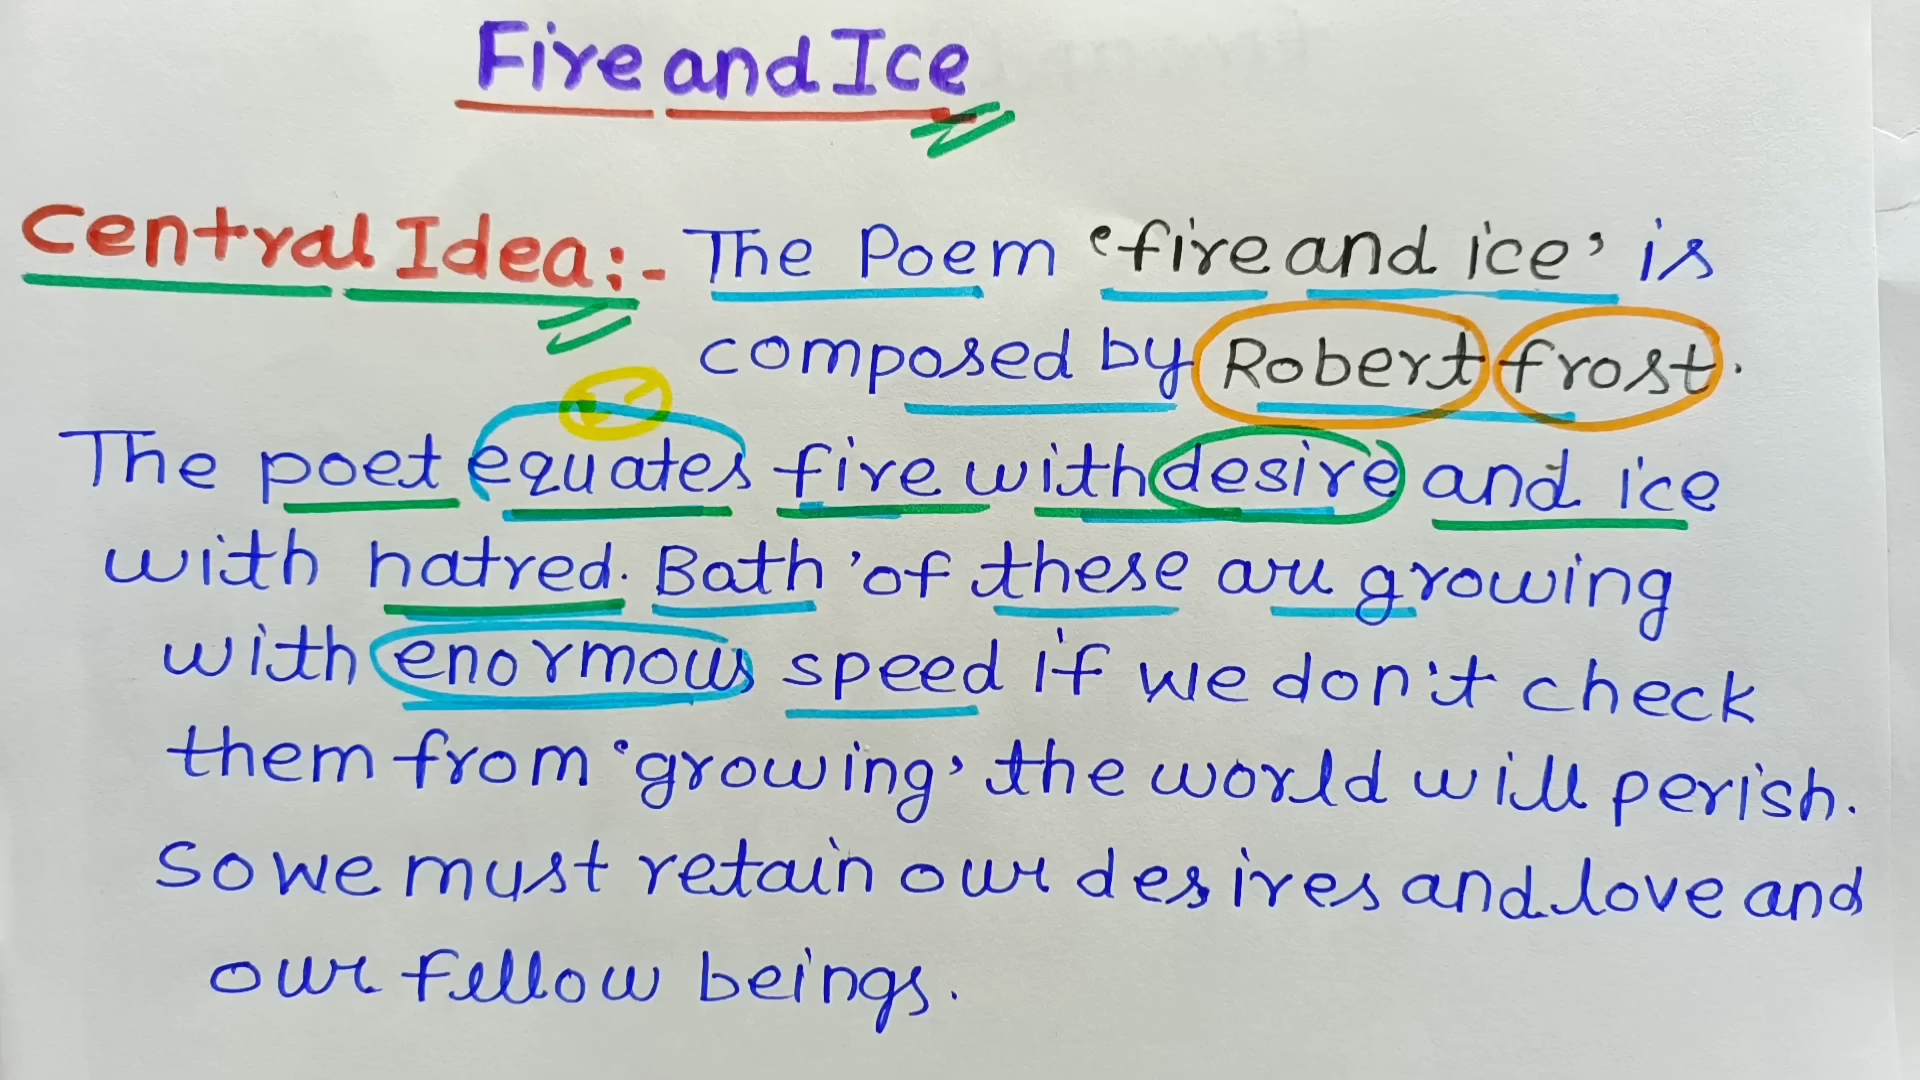 Fire and Ice
Central Idea:- The Poem 'fire and ice' is
composed by Robert frost.
The poet equates fire with desire and ice
with hatred. Bath 'of these are growing
with enormous speed if we don't check
them from 'growing' the world will perish.
So we must retain our desires and love and
our fellow beings.